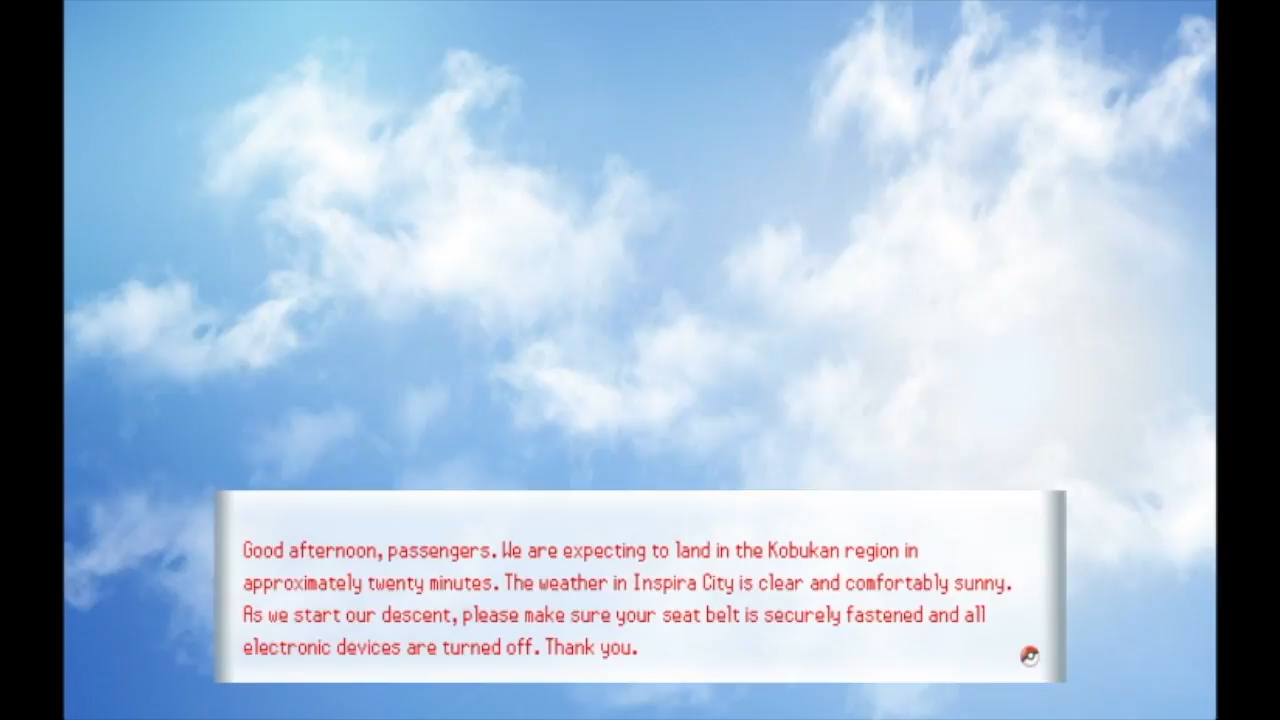 Good afternoon, passengers. We are expecting to land in the Kobukan region in
approximately twenty minutes. The weather in Inspira City is clear and comfortably sunny.
As we start our descent, please make sure your seat belt is securely fastened and all
electronic devices are turned off. Thank you.